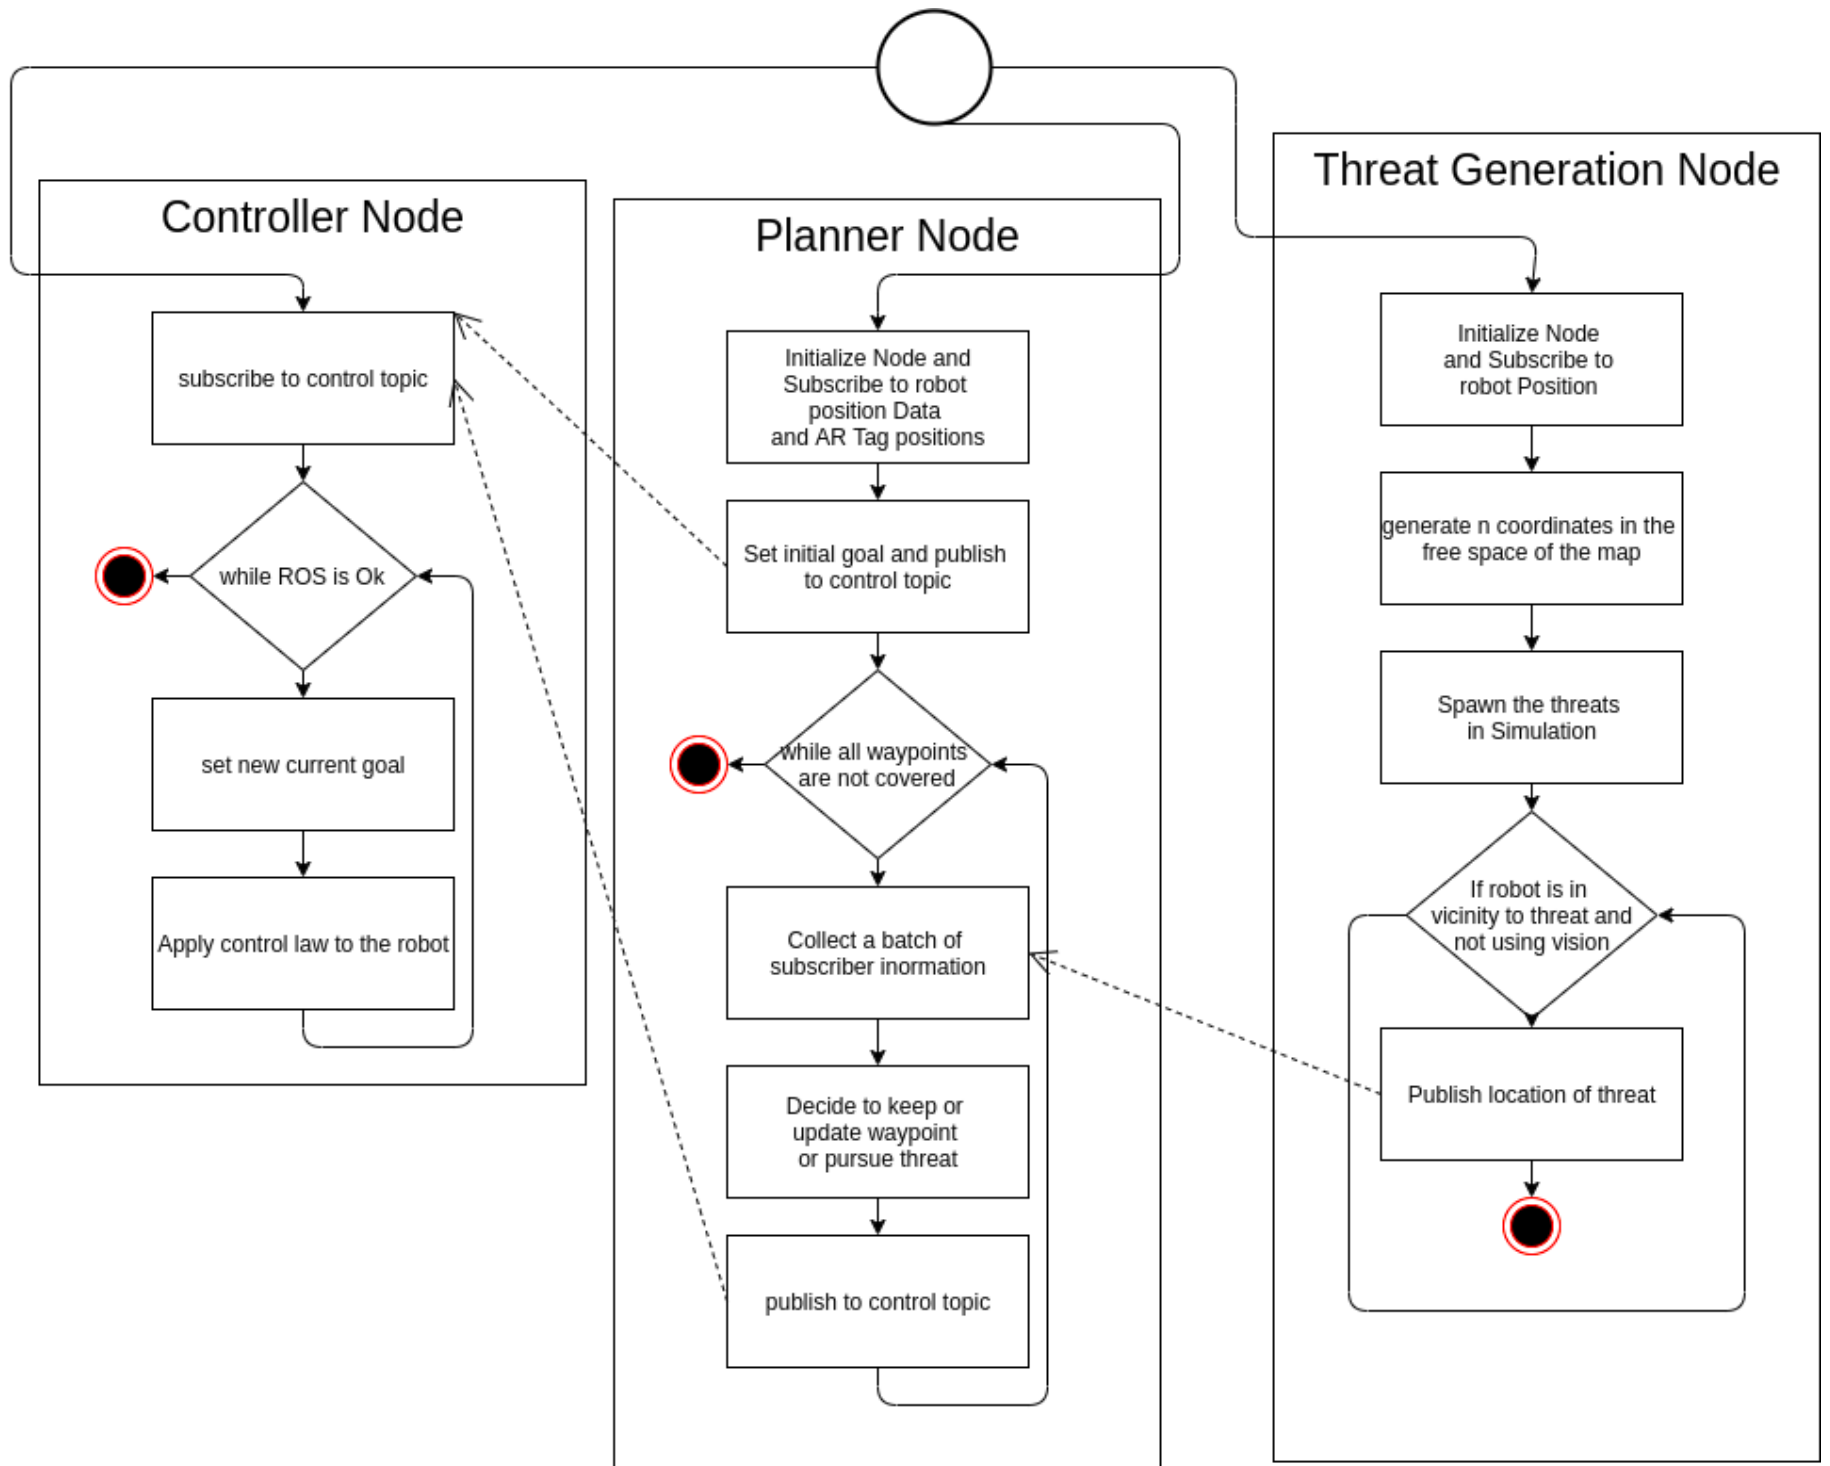 Controller Node
subscribe to control topic
while ROS is Ok
set new current goal
Apply control law to the robot
Planner Node
Initialize Node and
Subscribe to robot
position Data
and AR Tag positions
Set initial goal and publish
to control topic
while all waypoints
are not covered
Collect a batch of
subscriber inormation
Decide to keep or
update waypoint
or pursue threat
publish to control topic
Threat Generation Node
Initialize Node
and Subscribe to
robot Position
generate n coordinates in the
free space of the map
Spawn the threats
in Simulation
If robot is in
vicinity to threat and
not using vision
Publish location of threat